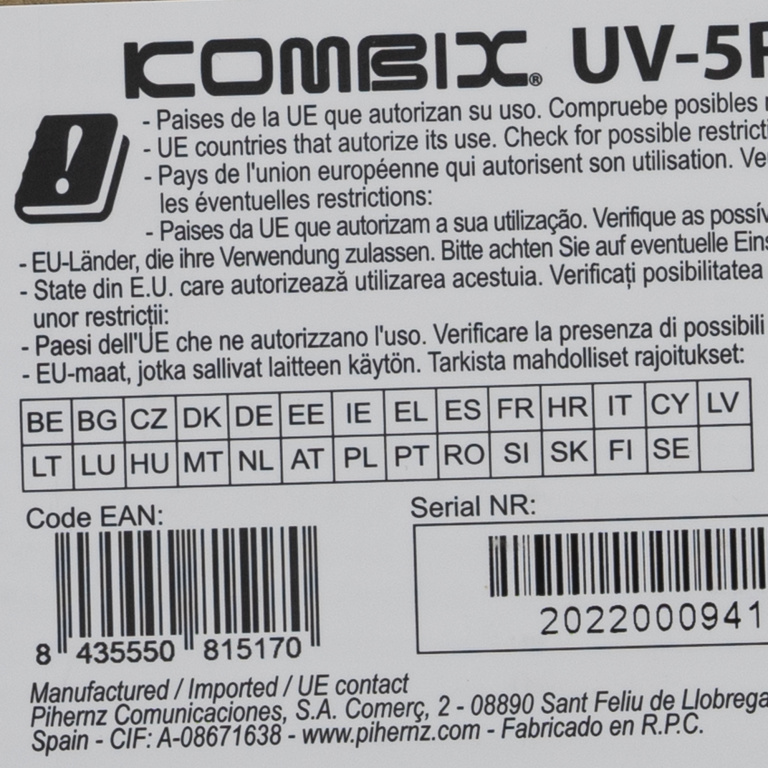 KOMBIX® UV-5
- Paises de la UE que autorizan su uso. Compruebe posibles
- UE countries that authorize its use. Check for possible restricti
- Pays de l'union européenne qui autorisent son utilisation. Ve
les éventuelles restrictions:
- Paises da UE que autorizam a sua utilização. Verifique as possív
- EU-Länder, die ihre Verwendung zulassen. Bitte achten Sie auf eventuelle Eins
- State din E.U. care autorizează utilizarea acestuia. Verificați posibilitatea
unor restricții:
- Paesi dell'UE che ne autorizzano l'uso. Verificare la presenza di possibili
- EU-maat, jotka sallivat laitteen käytön. Tarkista mahdolliset rajoitukset:
BE BG CZ DK DE EE IE EL ES FR HR IT CY LV
LT LU HU MT NL AT PL PT RO SI SK FI SE
Code EAN:
Serial NR:
2022000941
8 435550 815170
Manufactured / Imported / UE contact
Pihernz Comunicaciones, S.A. Comerç, 2 - 08890 Sant Feliu de Llobrega
Spain - CIF: A-08671638 - www.pihernz.com - Fabricado en R.P.C.